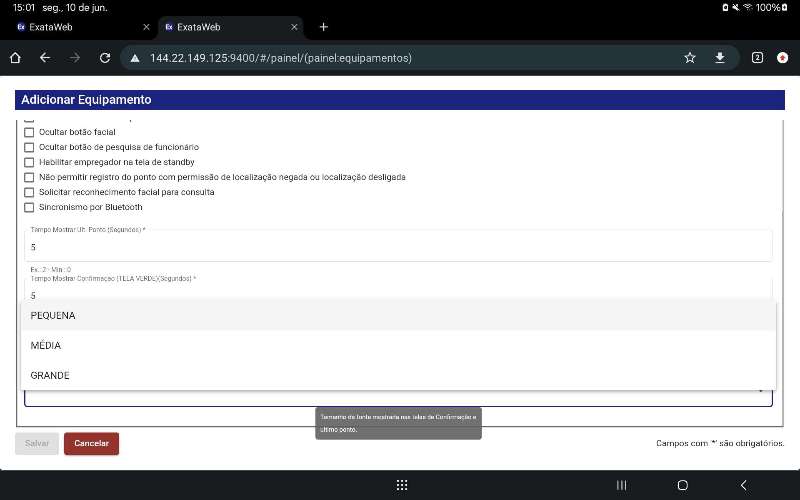 15:01 seg., 10 de jun.
100%
ExataWeb
ExataWeb
144.22.149.125:9400/#/painel/(painel:equipamentos)
2
Adicionar Equipamento
Ocultar botão facial
Ocultar botão de pesquisa de funcionário
Habilitar empregador na tela de standby
Não permitir registro do ponto com permissão de localização negada ou localização desligada
Solicitar reconhecimento facial para consulta
Sincronismo por Bluetooth
Tempo Mostrar Ult. Ponto (Segundos) *
5
Ex.: 2 - Mín.: 0
Tempo Mostrar Confirmação (TELA VERDE)(Segundos) *
5
PEQUENA
MÉDIA
GRANDE
Tamanho da fonte mostrada nas telas de Confirmação e
ultimo ponto.
Salvar
Cancelar
Campos com '*' são obrigatórios.